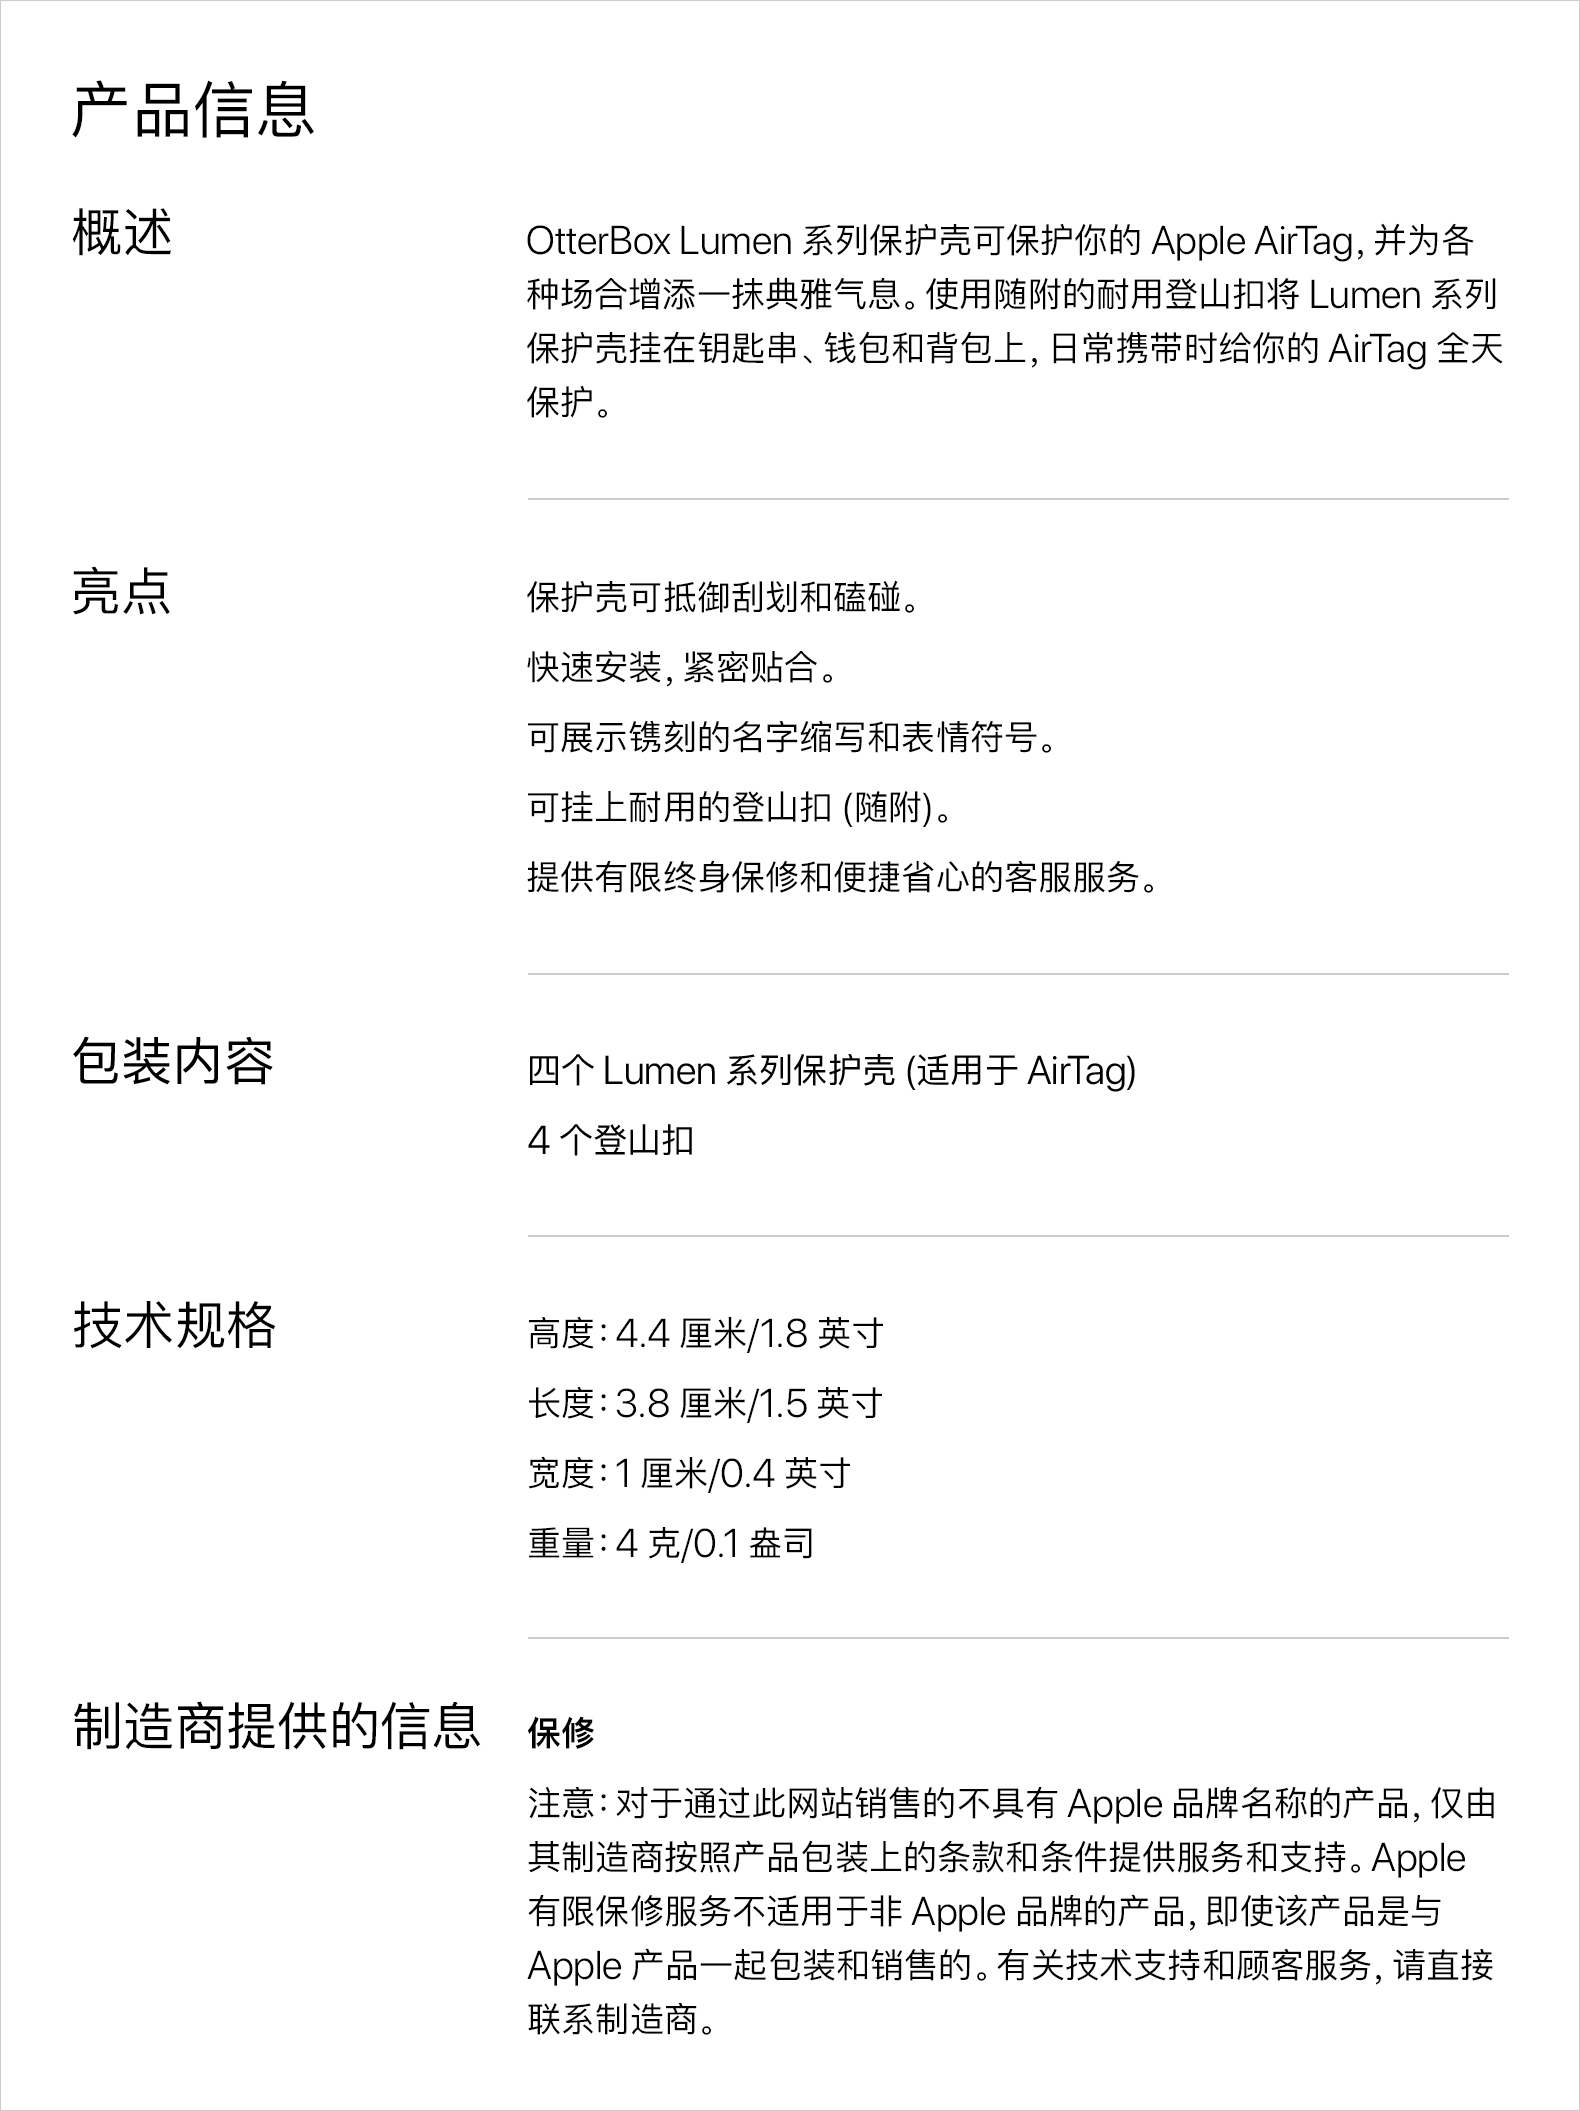 产品信息
概述
OtterBox Lumen 系列保护壳可保护你的 Apple AirTag，并为各
种场合增添一抹典雅气息。使用随附的耐用登山扣将 Lumen 系列
保护壳挂在钥匙串、钱包和背包上，日常携带时给你的 AirTag 全天
保护。
亮点
保护壳可抵御刮划和磕碰。
快速安装，紧密贴合。
可展示镌刻的名字缩写和表情符号。
可挂上耐用的登山扣 (随附)。
提供有限终身保修和便捷省心的客服服务。
包装内容
四个 Lumen 系列保护壳 (适用于 AirTag)
4 个登山扣
技术规格
高度：4.4 厘米/1.8 英寸
长度：3.8 厘米/1.5 英寸
宽度：1 厘米/0.4 英寸
重量：4 克/0.1 盎司
制造商提供的信息
保修
注意：对于通过此网站销售的不具有 Apple 品牌名称的产品，仅由
其制造商按照产品包装上的条款和条件提供服务和支持。Apple
有限保修服务不适用于非 Apple 品牌的产品，即使该产品是与
Apple 产品一起包装和销售的。有关技术支持和顾客服务，请直接
联系制造商。